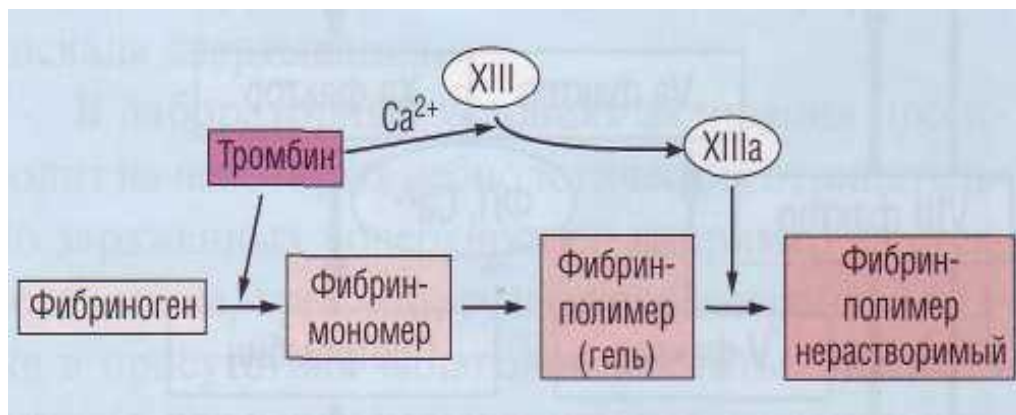 XIII
Ca²⁺
Тромбин
XIIIa
Фибриноген
Фибрин-
мономер
Фибрин-
полимер
(гель)
Фибрин-
полимер
нерастворимый